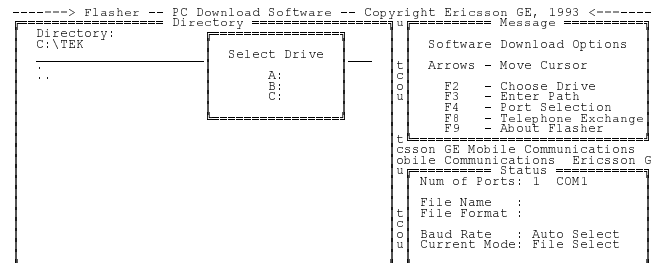 -------> Flasher -- PC Download Software -- Copyright Ericsson GE, 1993 <-------
Directory
Directory:
C:\TEK
.
..
Select Drive
A:
B:
C:
u
t
c
o
u
t
Message
Software Download Options
Arrows - Move Cursor
F2 - Choose Drive
F3 - Enter Path
F4 - Port Selection
F8 - Telephone Exchange
F9 - About Flasher
csson GE Mobile Communications
obile Communications Ericsson G
u
t
c
o
u
Status
Num of Ports: 1 COM1
File Name :
File Format :
Baud Rate : Auto Select
Current Mode: File Select